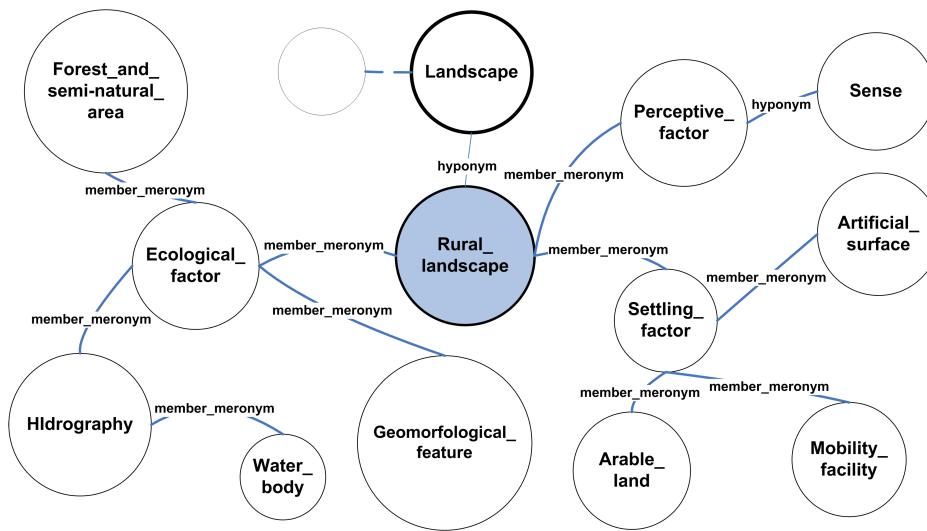 Forest_and_
semi-natural_
area
Landscape
Perceptive_
factor
hyponym
Sense
hyponym
member_meronym
member_meronym
Ecological_
factor
member_meronym
Rural_
landscape
member_meronym
Artificial_
surface
member_meronym
member_meronym
Settling_
factor
HIdrography
member_meronym
Water_
body
Geomorfological_
feature
member_meronym
member_meronym
Arable_
land
Mobility_
facility